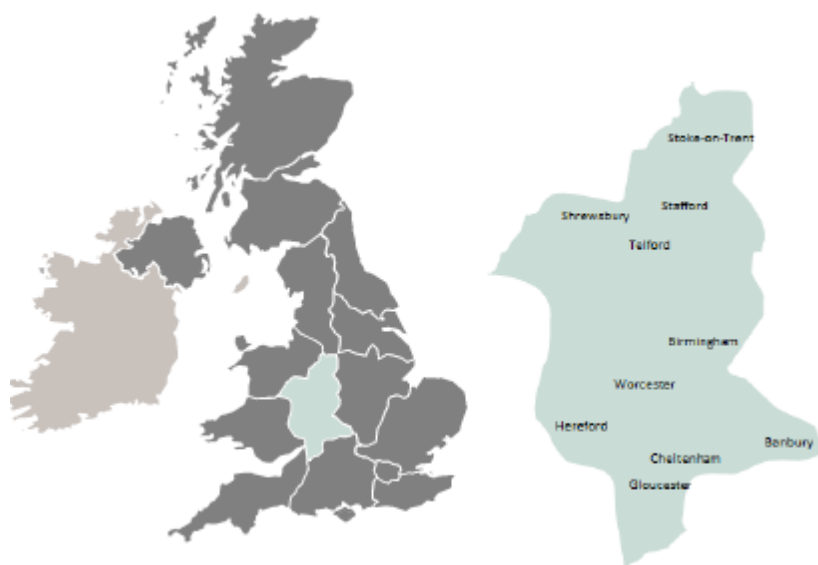 Stoke-on-Trent
Stafford
Shrewsbury
Telford
Birmingham
Worcester
Hereford
Banbury
Cheltenham
Gloucester